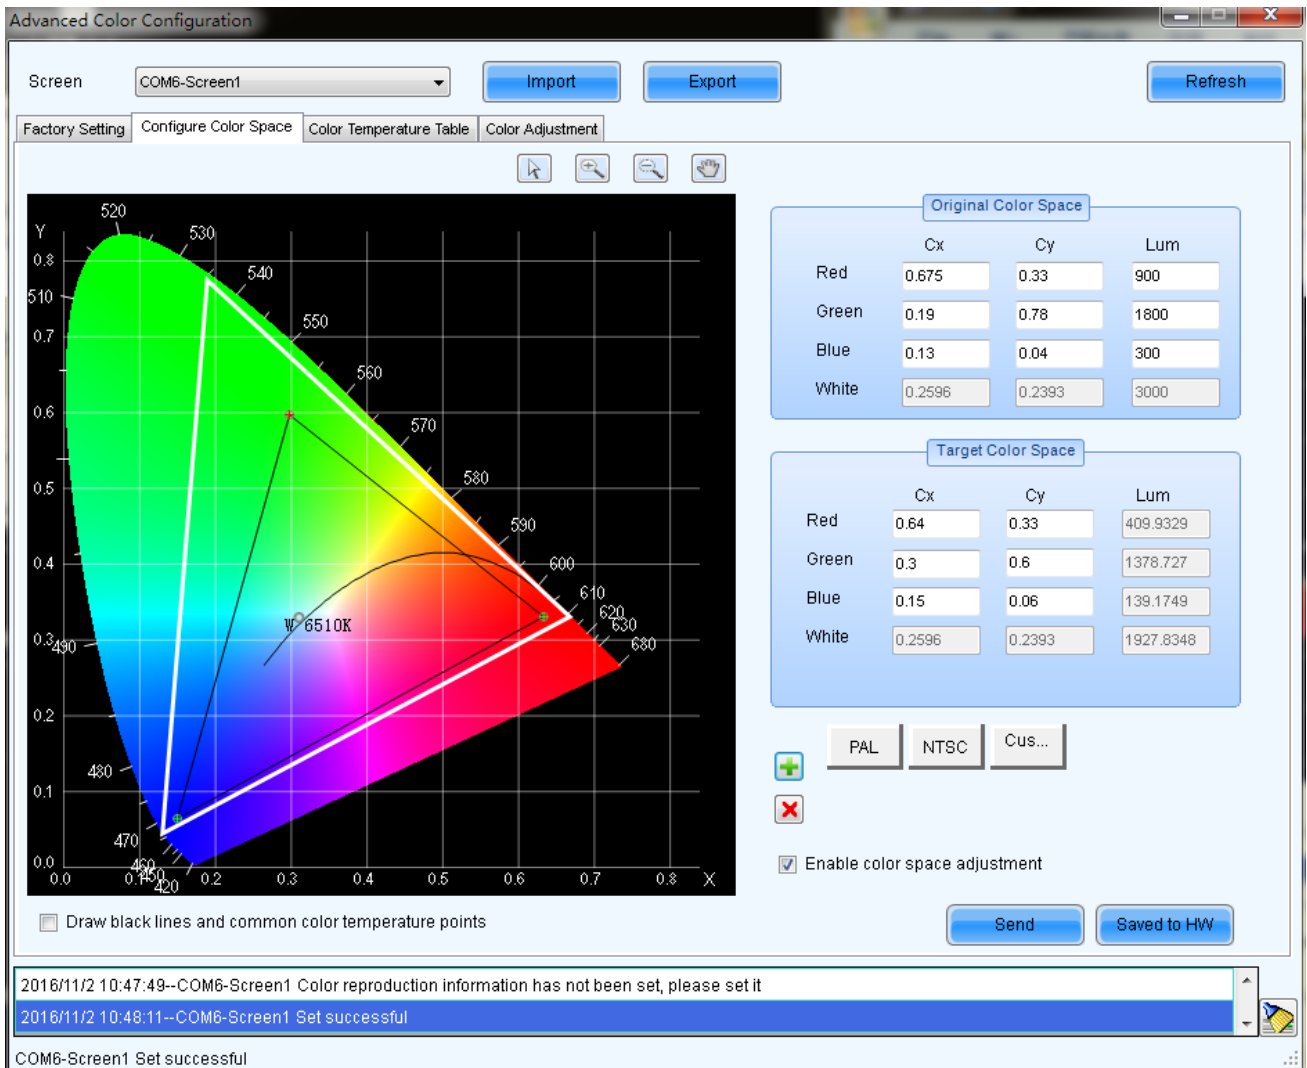 Advanced Color Configuration
Screen COM6-Screen1 Import Export Refresh
Factory Setting Configure Color Space Color Temperature Table Color Adjustment
Y
520
530
540
550
560
570
580
590
600
610
620
630
680
510
490
480
470
460
450
420
0.8
0.7
0.6
0.5
0.4
0.3
0.2
0.1
0.0
W 6510K
0.0 0.1 0.2 0.3 0.4 0.5 0.6 0.7 0.8 X
Original Color Space
Cx Cy Lum
Red 0.675 0.33 900
Green 0.19 0.78 1800
Blue 0.13 0.04 300
White 0.2596 0.2393 3000
Target Color Space
Cx Cy Lum
Red 0.64 0.33 409.9329
Green 0.3 0.6 1378.727
Blue 0.15 0.06 139.1749
White 0.2596 0.2393 1927.8348
PAL NTSC Cus...
Enable color space adjustment
Draw black lines and common color temperature points
Send Saved to HW
2016/11/2 10:47:49--COM6-Screen1 Color reproduction information has not been set, please set it
2016/11/2 10:48:11--COM6-Screen1 Set successful
COM6-Screen1 Set successful